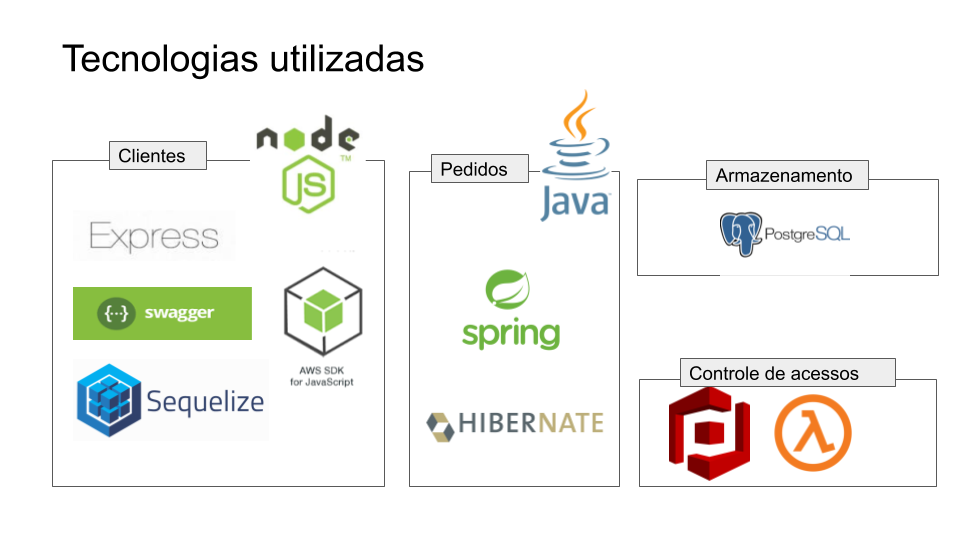 Tecnologias utilizadas
Clientes
node
TM
JS
Express
{··}
swagger
AWS SDK
for JavaScript
Sequelize
Pedidos
Java
spring
HIBERNATE
Armazenamento
PostgreSQL
Controle de acessos
λ